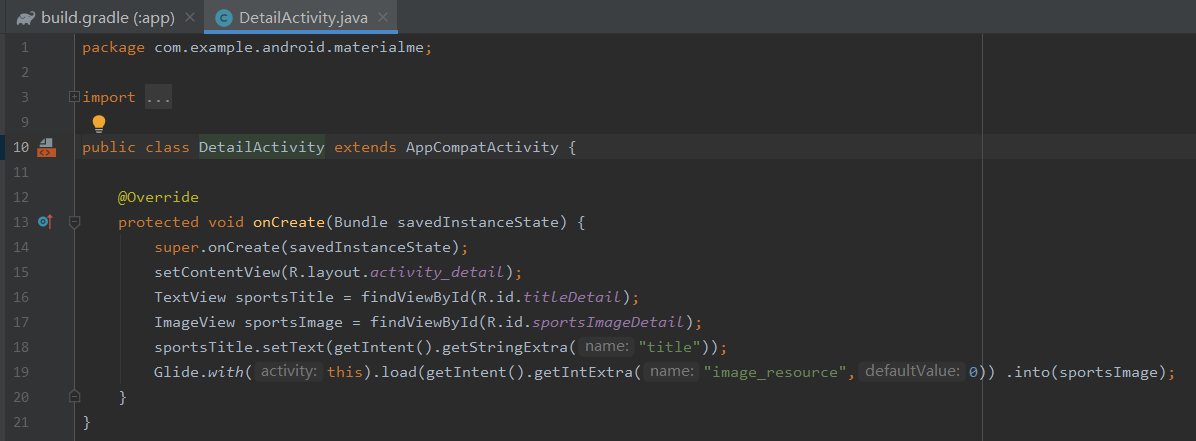 build.gradle (:app) DetailActivity.java
1 package com.example.android.materialme;
2
3 import ...
9
10 public class DetailActivity extends AppCompatActivity {
11
12 @Override
13 protected void onCreate(Bundle savedInstanceState) {
14 super.onCreate(savedInstanceState);
15 setContentView(R.layout.activity_detail);
16 TextView sportsTitle = findViewById(R.id.titleDetail);
17 ImageView sportsImage = findViewById(R.id.sportsImageDetail);
18 sportsTitle.setText(getIntent().getStringExtra( name: "title"));
19 Glide.with( activity: this).load(getIntent().getIntExtra( name: "image_resource", defaultValue: 0)) .into(sportsImage);
20 }
21 }